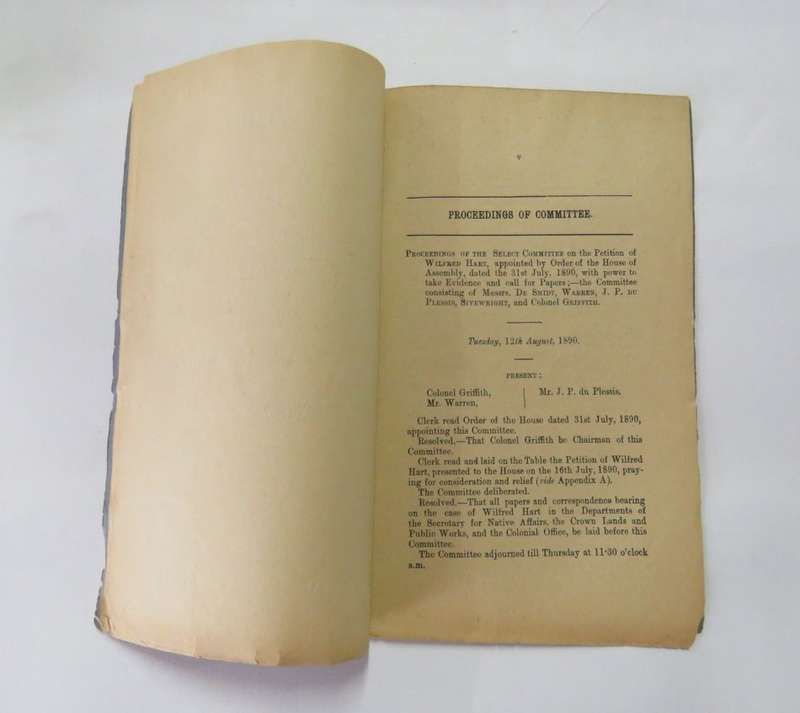 v
PROCEEDINGS OF COMMITTEE.
PROCEEDINGS OF THE SELECT COMMITTEE on the Petition of
WILFRED HART, appointed by Order of the House of
Assembly, dated the 31st July, 1890, with power to
take Evidence and call for Papers;—the Committee
consisting of Messrs. DE SMIDT, WARREN, J. P. DU
PLESSIS, SIVEWRIGHT, and Colonel GRIFFITH.
Tuesday, 12th August, 1890.
PRESENT:
Colonel Griffith,
Mr. Warren,
Mr. J. P. du Plessis.
Clerk read Order of the House dated 31st July, 1890,
appointing this Committee.
Resolved.—That Colonel Griffith be Chairman of this
Committee.
Clerk read and laid on the Table the Petition of Wilfred
Hart, presented to the House on the 16th July, 1890, pray-
ing for consideration and relief (vide Appendix A).
The Committee deliberated.
Resolved.—That all papers and correspondence bearing
on the case of Wilfred Hart in the Departments of
the Secretary for Native Affairs, the Crown Lands and
Public Works, and the Colonial Office, be laid before this
Committee.
The Committee adjourned till Thursday at 11·30 o'clock
a.m.